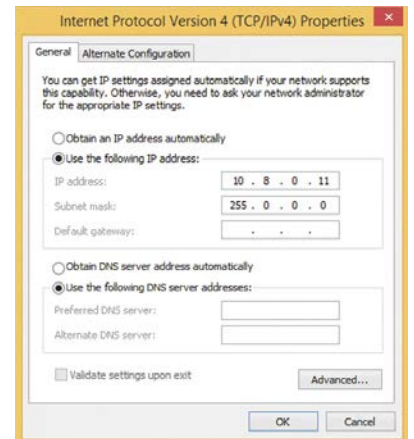 Internet Protocol Version 4 (TCP/IPv4) Properties
General
Alternate Configuration
You can get IP settings assigned automatically if your network supports
this capability. Otherwise, you need to ask your network administrator
for the appropriate IP settings.
Obtain an IP address automatically
Use the following IP address:
IP address: 10 . 8 . 0 . 11
Subnet mask: 255 . 0 . 0 . 0
Default gateway: . . .
Obtain DNS server address automatically
Use the following DNS server addresses:
Preferred DNS server:
Alternate DNS server:
Validate settings upon exit
Advanced...
OK
Cancel